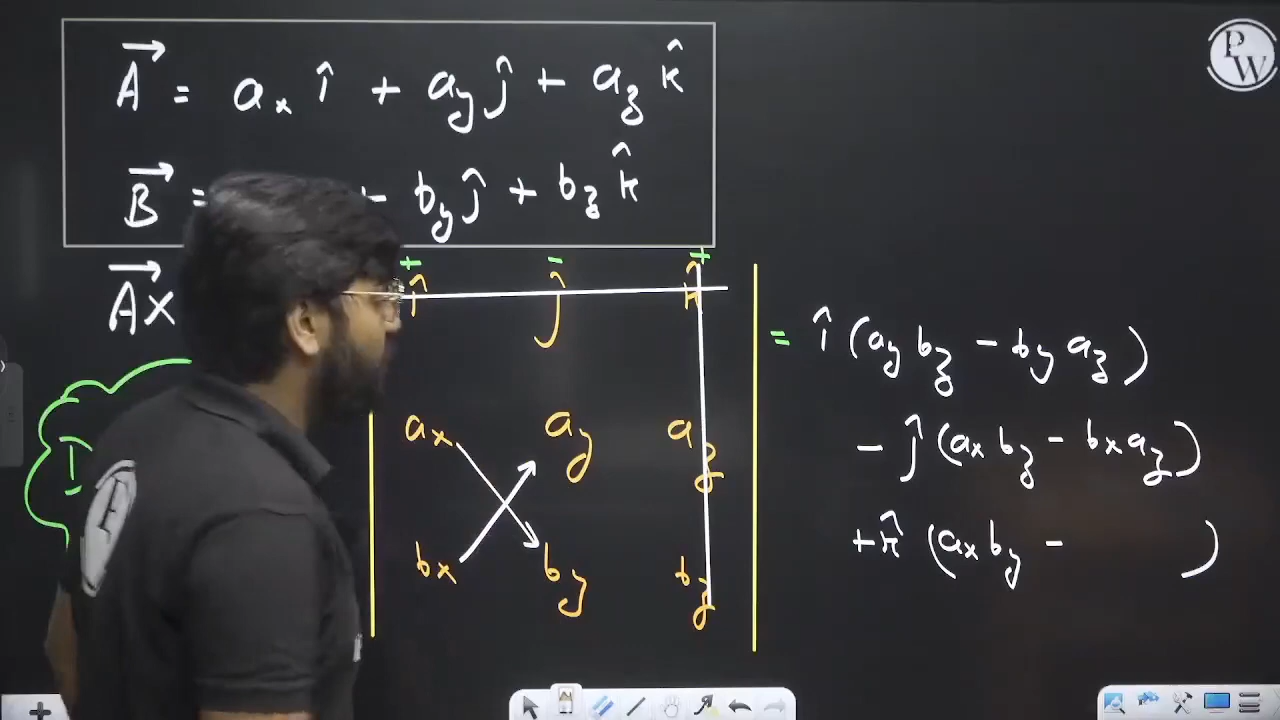 PW
A⃗ = aₓ î + a_y ĵ + a_z k̂
B⃗ = - b_y ĵ + b_z k̂
+ - +
A⃗ x î ĵ k̂
= î (a_y b_z - b_y a_z)
aₓ a_y a_z
- ĵ (aₓ b_z - bₓ a_z)
+ k̂ (aₓ b_y - )
bₓ b_y b_z